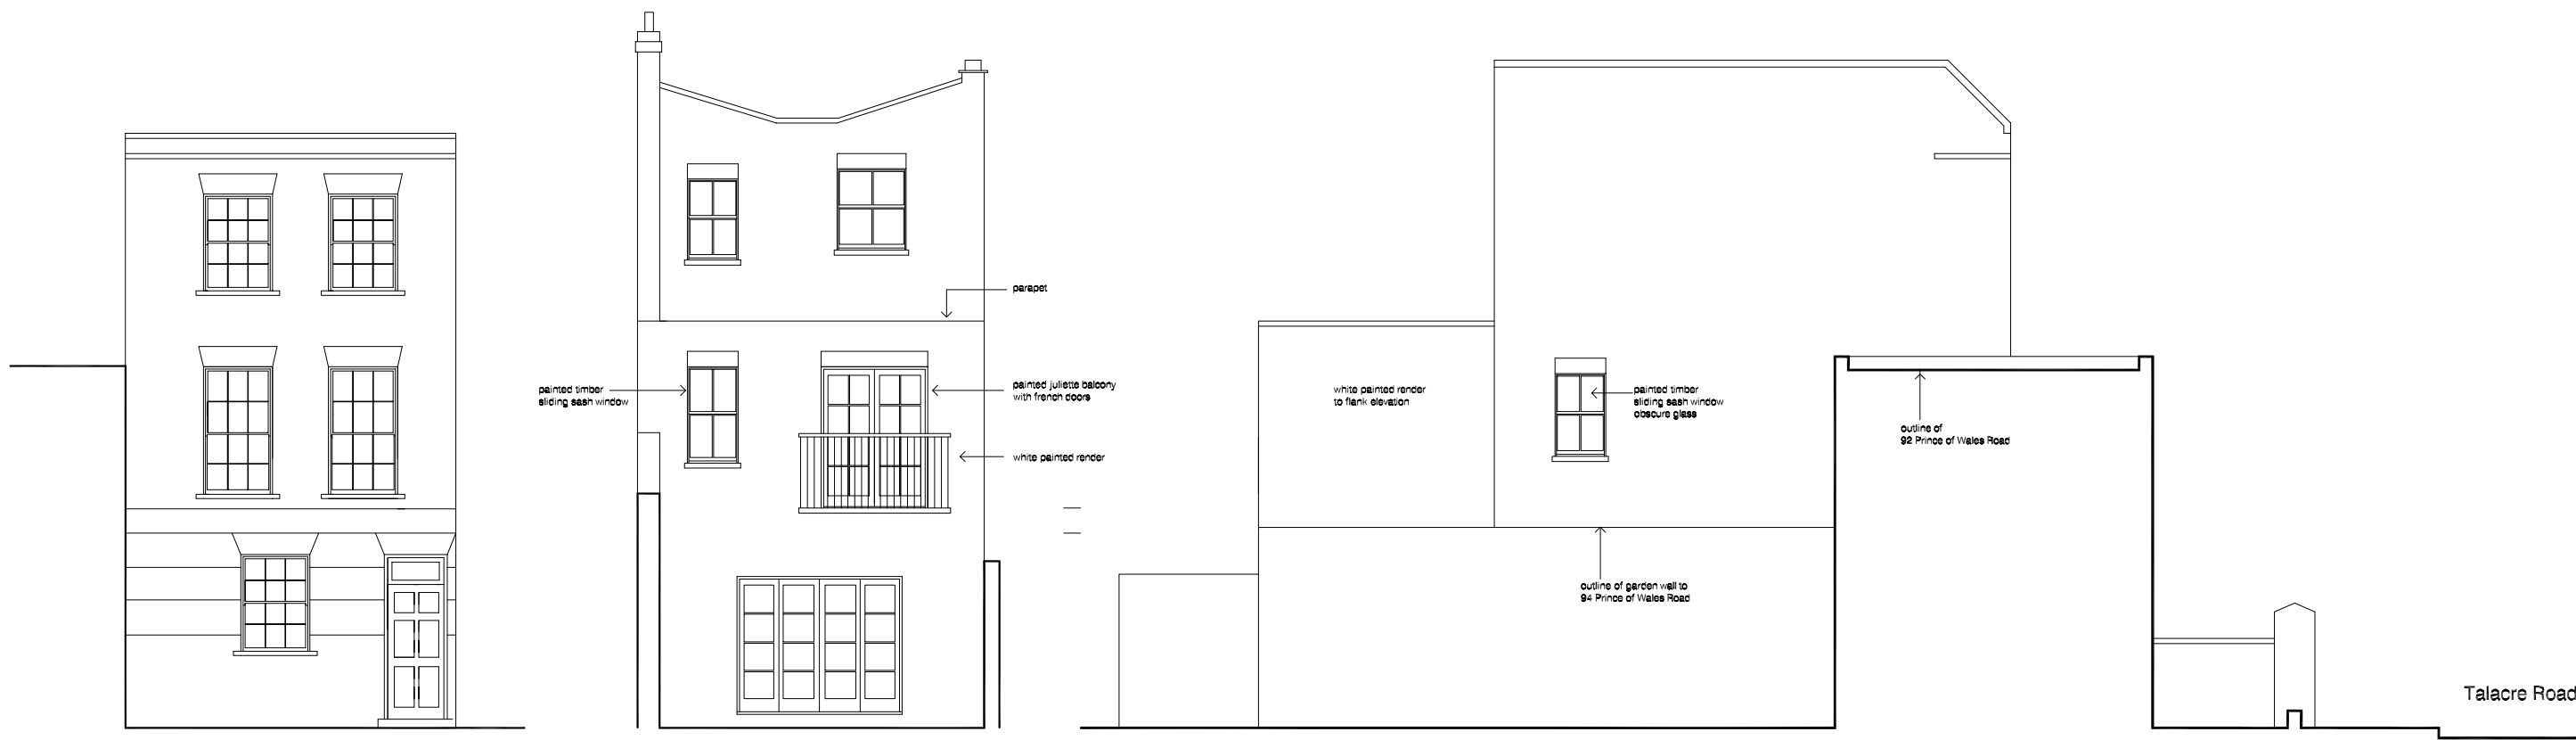 parapet
painted timber
sliding sash window
painted juliette balcony
with french doors
white painted render
white painted render
to flank elevation
painted timber
sliding sash window
obscure glass
outline of
92 Prince of Wales Road
outline of garden wall to
94 Prince of Wales Road
Talacre Road